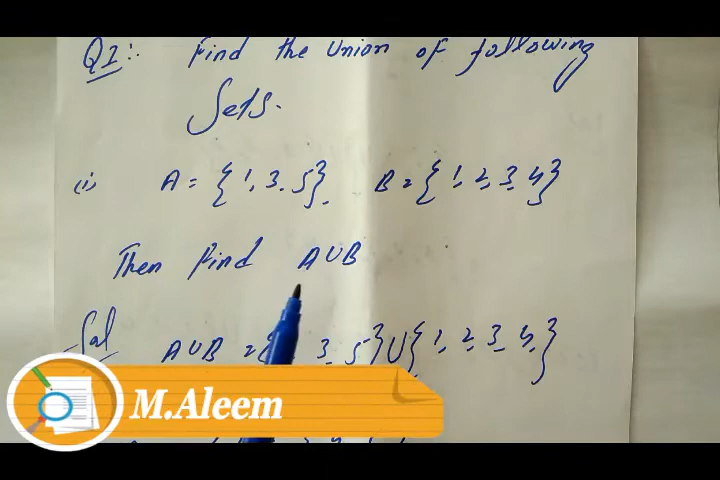 Q1:- Find the Union of following
Sets.
(i) A = {1, 3, 5}, B = {1, 2, 3, 4}
Then find A∪B
Sol A∪B = { 3, 5}∪{1, 2, 3, 4,}
M.Aleem